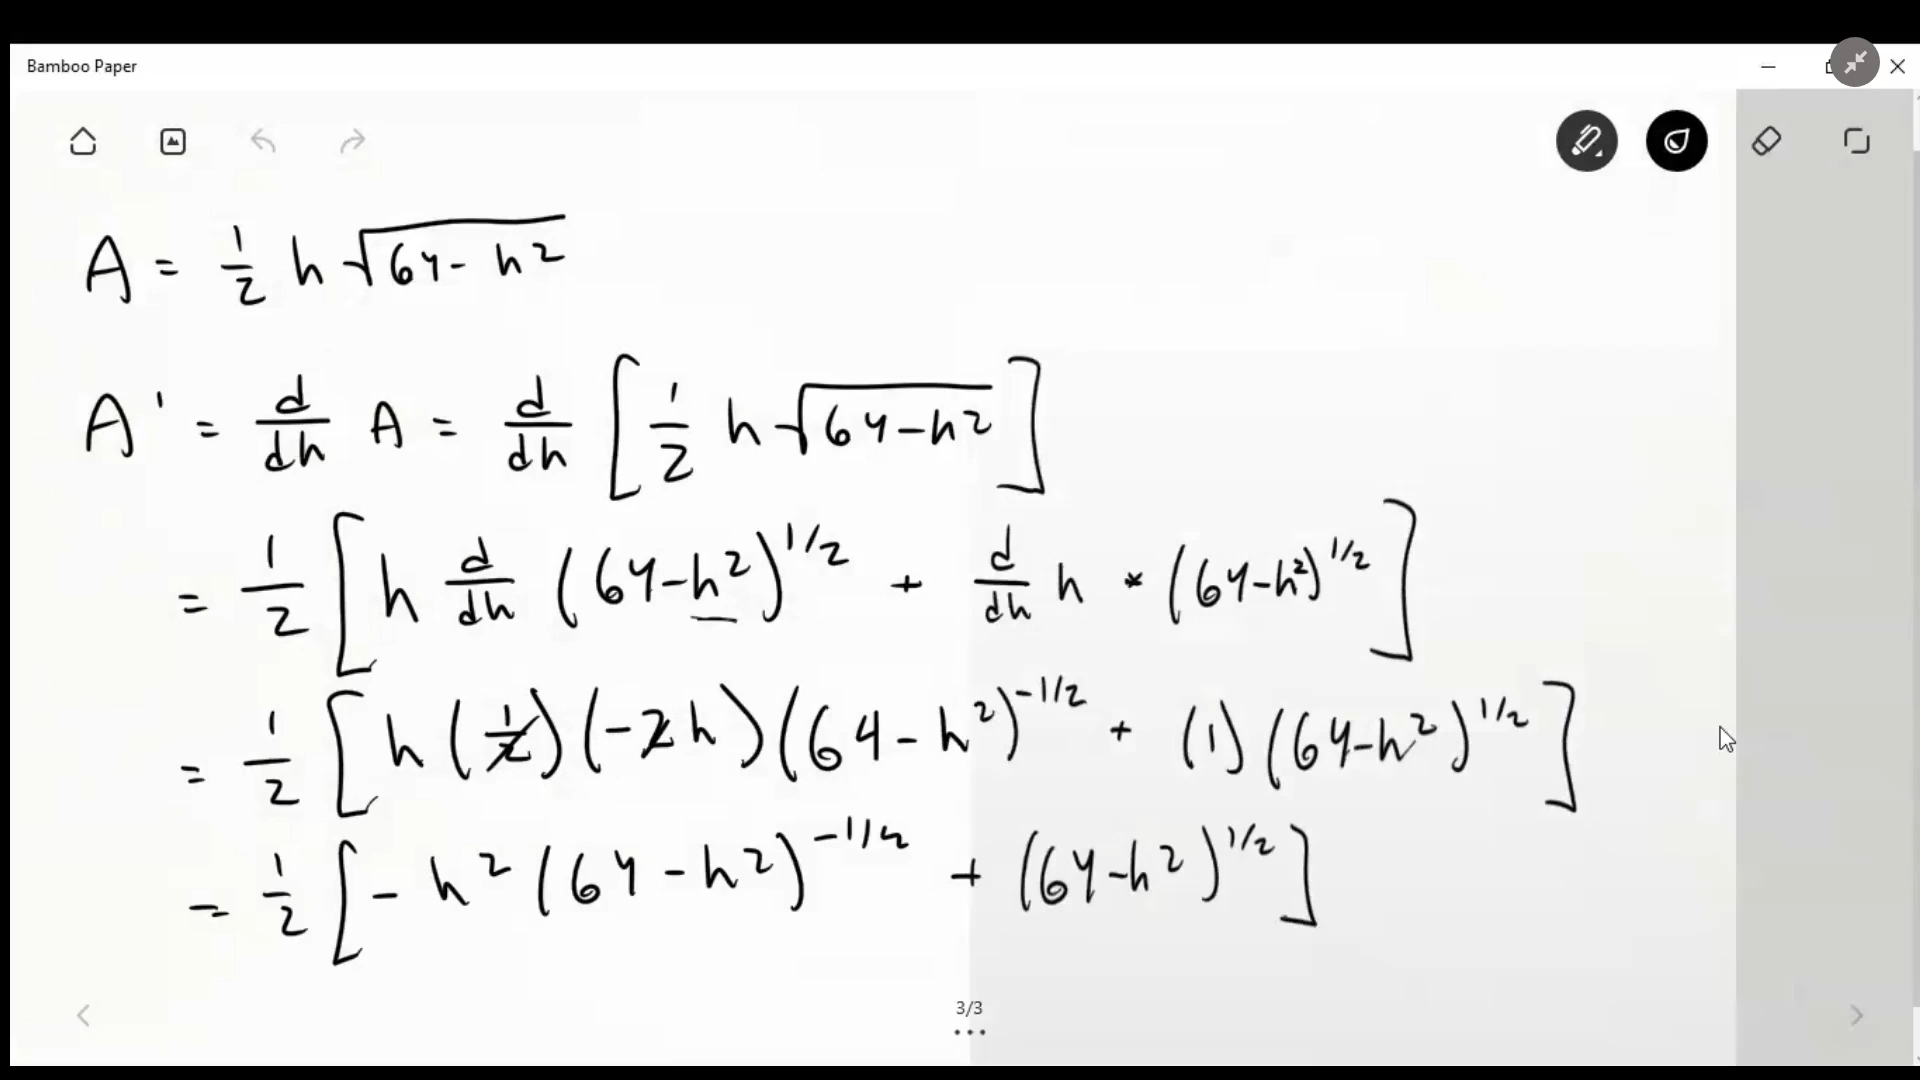 Bamboo Paper
A = 1/2 h √(64 - h²)
A' = d/dh A = d/dh [1/2 h √(64-h²)]
= 1/2 [h d/dh (64-h²)^1/2 + d/dh h * (64-h²)^1/2]
= 1/2 [h (1/2)(-2h)(64-h²)^-1/2 + (1)(64-h²)^1/2]
= 1/2 [-h² (64-h²)^-1/2 + (64-h²)^1/2]
3/3